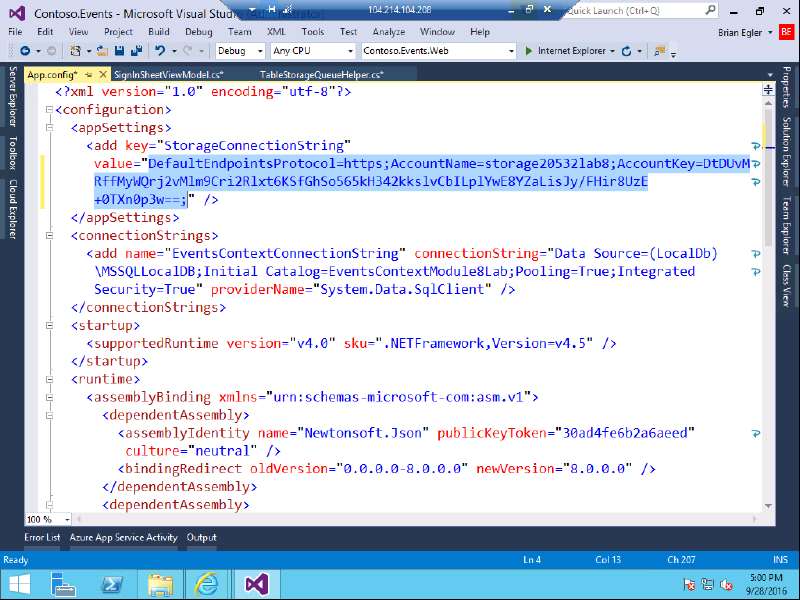 Contoso.Events - Microsoft Visual Stu
104.214.104.208
Quick Launch (Ctrl+Q)
File Edit View Project Build Debug Team XML Tools Test Analyze Window Help
Brian Egler BE
Debug Any CPU Contoso.Events.Web Internet Explorer
App.config* SignInSheetViewModel.cs* TableStorageQueueHelper.cs*
Server Explorer
Toolbox
Cloud Explorer
Properties
Solution Explorer
Team Explorer
Class View
<?xml version="1.0" encoding="utf-8"?>
<configuration>
<appSettings>
<add key="StorageConnectionString"
value="DefaultEndpointsProtocol=https;AccountName=storage20532lab8;AccountKey=DtDUvM
RffMyWQrj2vMlm9Cri2Rlxt6KSfGhSo565kH342kkslvCbILplYwE8YZaLisJy/FHir8UzE
+0TXn0p3w==;" />
</appSettings>
<connectionStrings>
<add name="EventsContextConnectionString" connectionString="Data Source=(LocalDb)
\MSSQLLocalDB;Initial Catalog=EventsContextModule8Lab;Pooling=True;Integrated
Security=True" providerName="System.Data.SqlClient" />
</connectionStrings>
<startup>
<supportedRuntime version="v4.0" sku=".NETFramework,Version=v4.5" />
</startup>
<runtime>
<assemblyBinding xmlns="urn:schemas-microsoft-com:asm.v1">
<dependentAssembly>
<assemblyIdentity name="Newtonsoft.Json" publicKeyToken="30ad4fe6b2a6aeed"
culture="neutral" />
<bindingRedirect oldVersion="0.0.0.0-8.0.0.0" newVersion="8.0.0.0" />
</dependentAssembly>
<dependentAssembly>
100 %
Error List Azure App Service Activity Output
Ready Ln 4 Col 13 Ch 207 INS
5:00 PM
9/28/2016